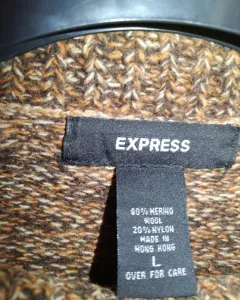 EXPRESS
80% MERINO
WOOL
20% NYLON
MADE IN
HONG KONG
L
OVER FOR CARE